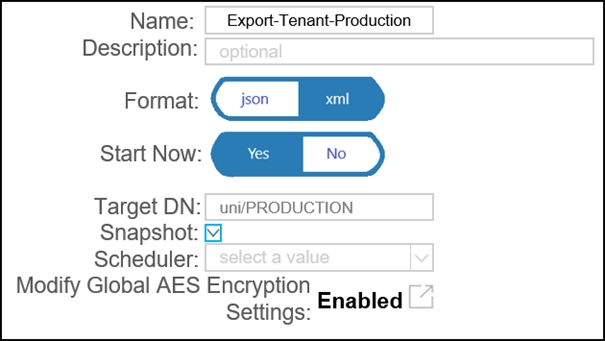 Name: Export-Tenant-Production
Description: optional
Format: json xml
Start Now: Yes No
Target DN: uni/PRODUCTION
Snapshot:
Scheduler: select a value
Modify Global AES Encryption
Settings: Enabled